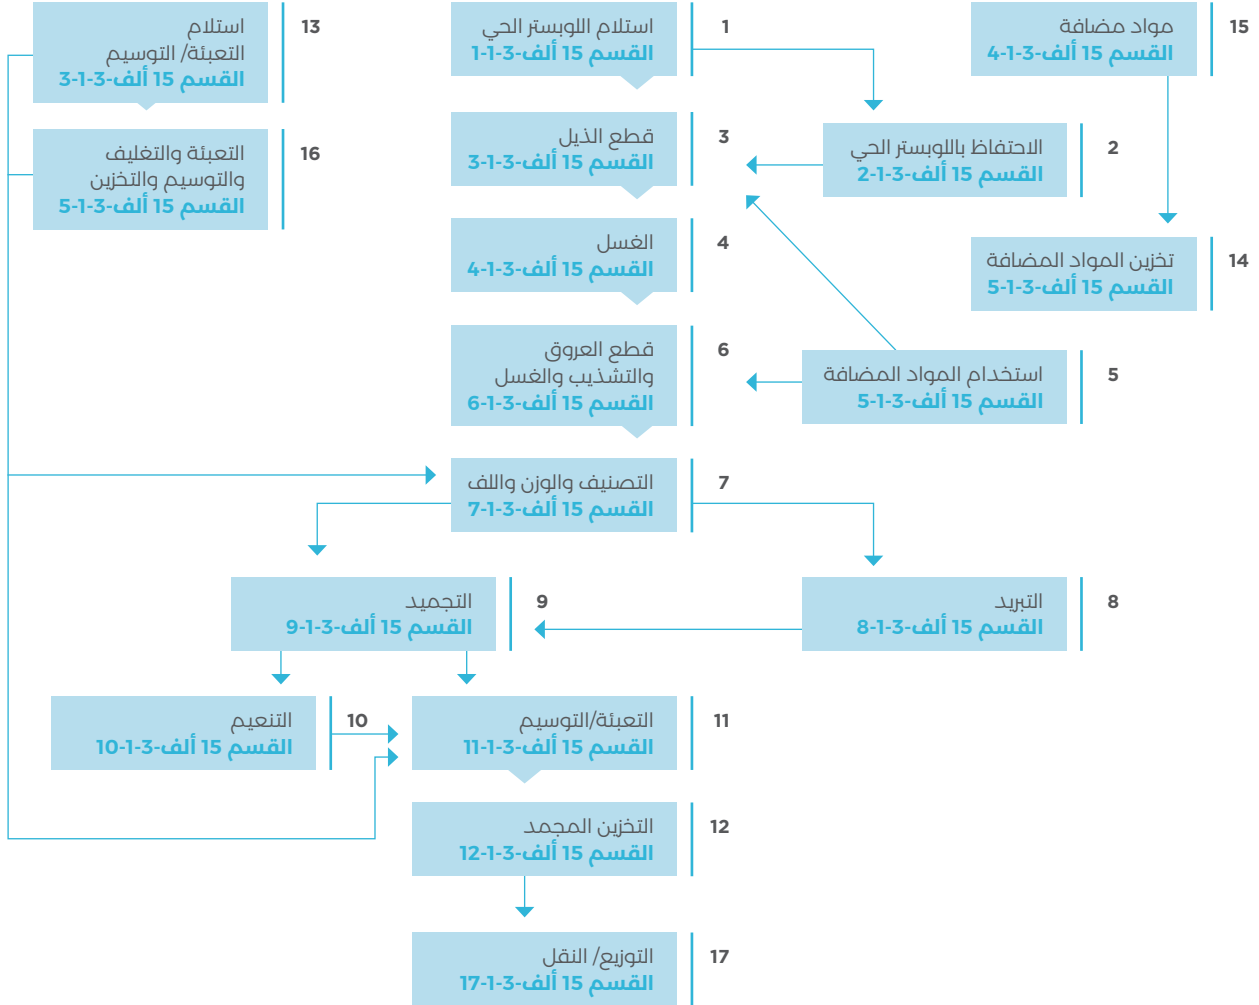 1
استلام اللوبستر الحي
القسم 15 ألف-3-1-1
2
الاحتفاظ باللوبستر الحي
القسم 15 ألف-3-1-2
3
قطع الذيل
القسم 15 ألف-3-1-3
4
الغسل
القسم 15 ألف-3-1-4
5
استخدام المواد المضافة
القسم 15 ألف-3-1-5
6
قطع العروق
والتشذيب والغسل
القسم 15 ألف-3-1-6
7
التصنيف والوزن واللف
القسم 15 ألف-3-1-7
8
التبريد
القسم 15 ألف-3-1-8
9
التجميد
القسم 15 ألف-3-1-9
10
التنعيم
القسم 15 ألف-3-1-10
11
التعبئة/التوسيم
القسم 15 ألف-3-1-11
12
التخزين المجمد
القسم 15 ألف-3-1-12
13
استلام
التعبئة/ التوسيم
القسم 15 ألف-3-1-3
16
التعبئة والتغليف
والتوسيم والتخزين
القسم 15 ألف-3-1-5
15
مواد مضافة
القسم 15 ألف-3-1-4
14
تخزين المواد المضافة
القسم 15 ألف-3-1-5
17
التوزيع/ النقل
القسم 15 ألف-3-1-17